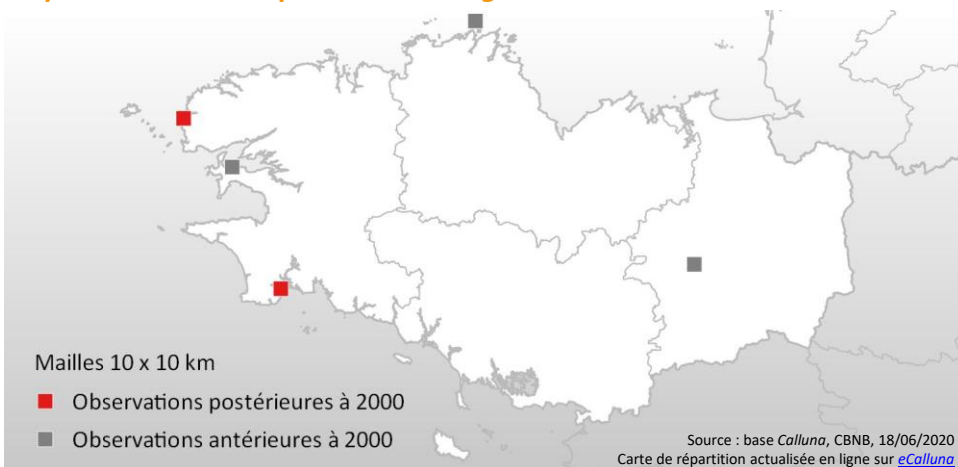 Mailles 10 x 10 km
Observations postérieures à 2000
Observations antérieures à 2000
Source : base Calluna, CBNB, 18/06/2020
Carte de répartition actualisée en ligne sur eCalluna